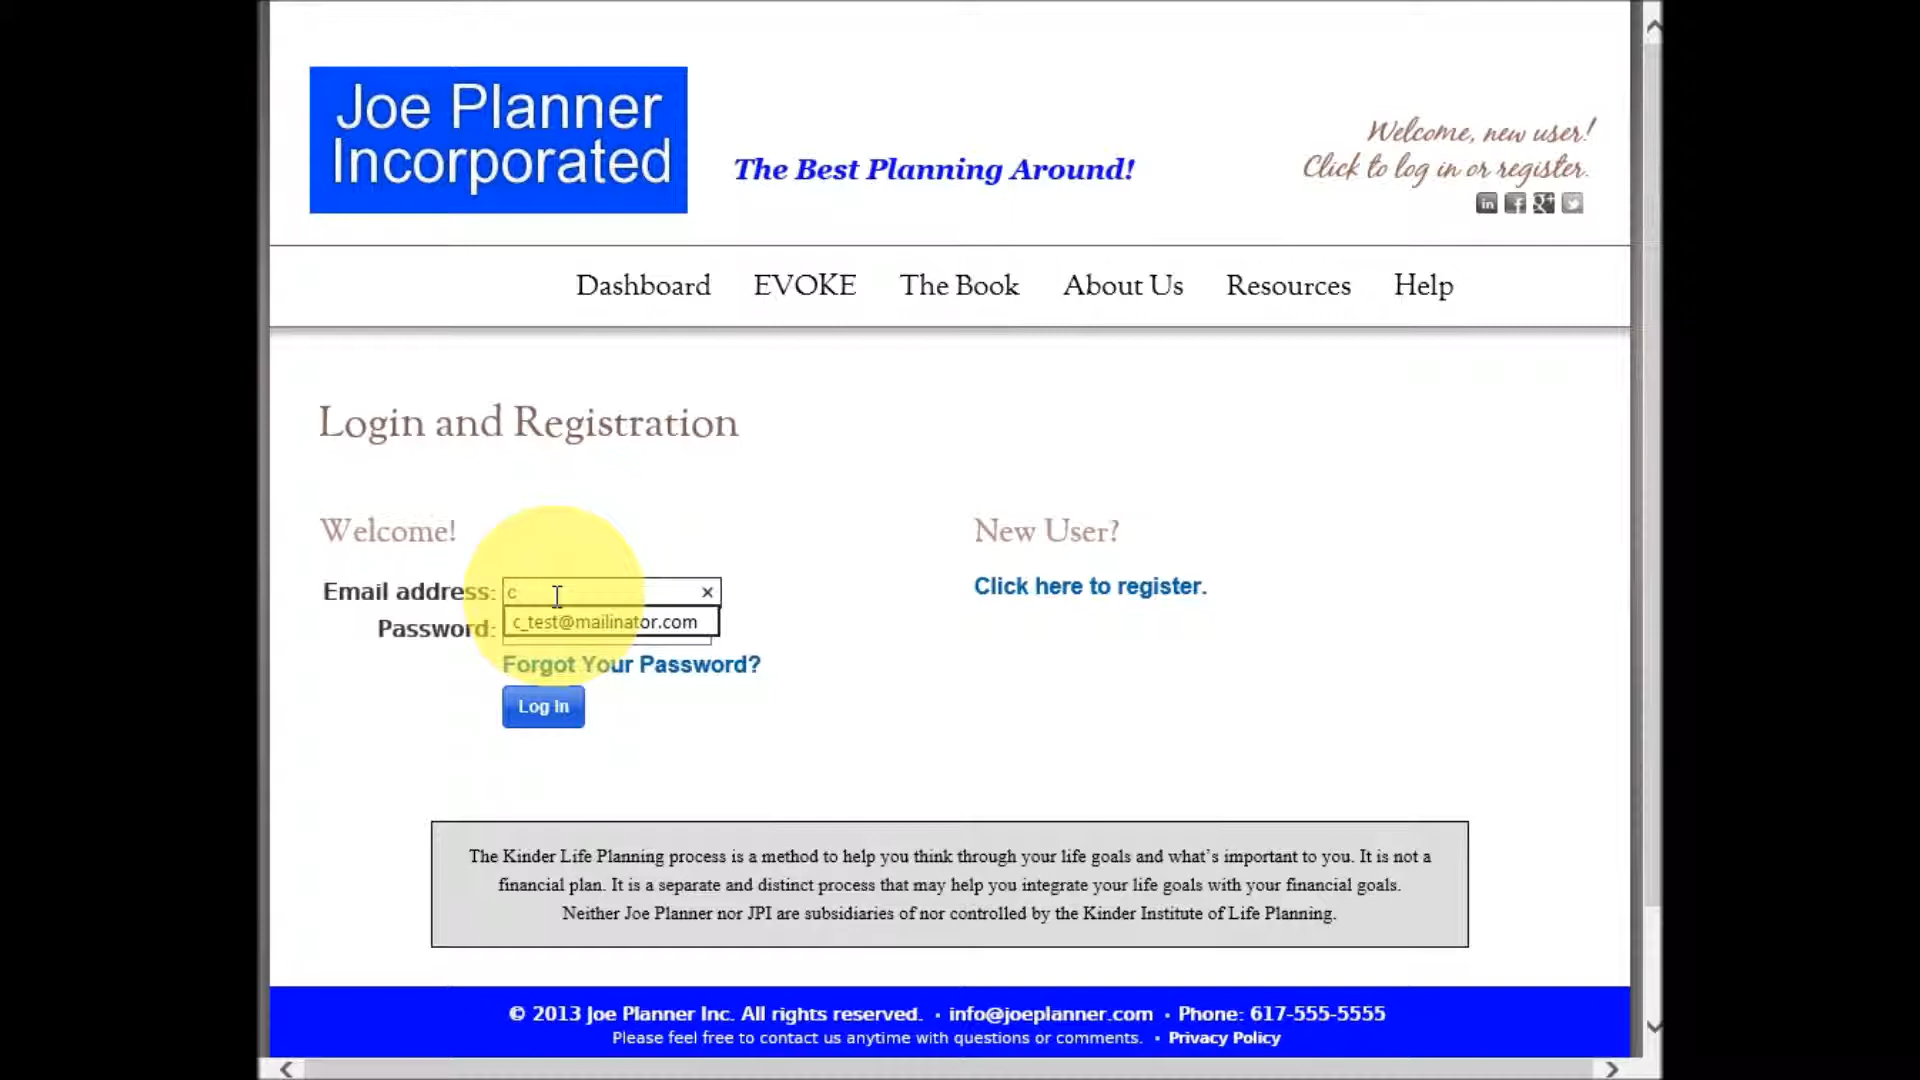 Joe Planner
Incorporated
The Best Planning Around!
Welcome, new user!
Click to log in or register.
in f g+
Dashboard EVOKE The Book About Us Resources Help
Login and Registration
Welcome!
New User?
Email address: c ×
Click here to register.
c_test@mailinator.com
Password:
Forgot Your Password?
Log In
The Kinder Life Planning process is a method to help you think through your life goals and what's important to you. It is not a
financial plan. It is a separate and distinct process that may help you integrate your life goals with your financial goals.
Neither Joe Planner nor JPI are subsidiaries of nor controlled by the Kinder Institute of Life Planning.
© 2013 Joe Planner Inc. All rights reserved. · info@joeplanner.com · Phone: 617-555-5555
Please feel free to contact us anytime with questions or comments. · Privacy Policy